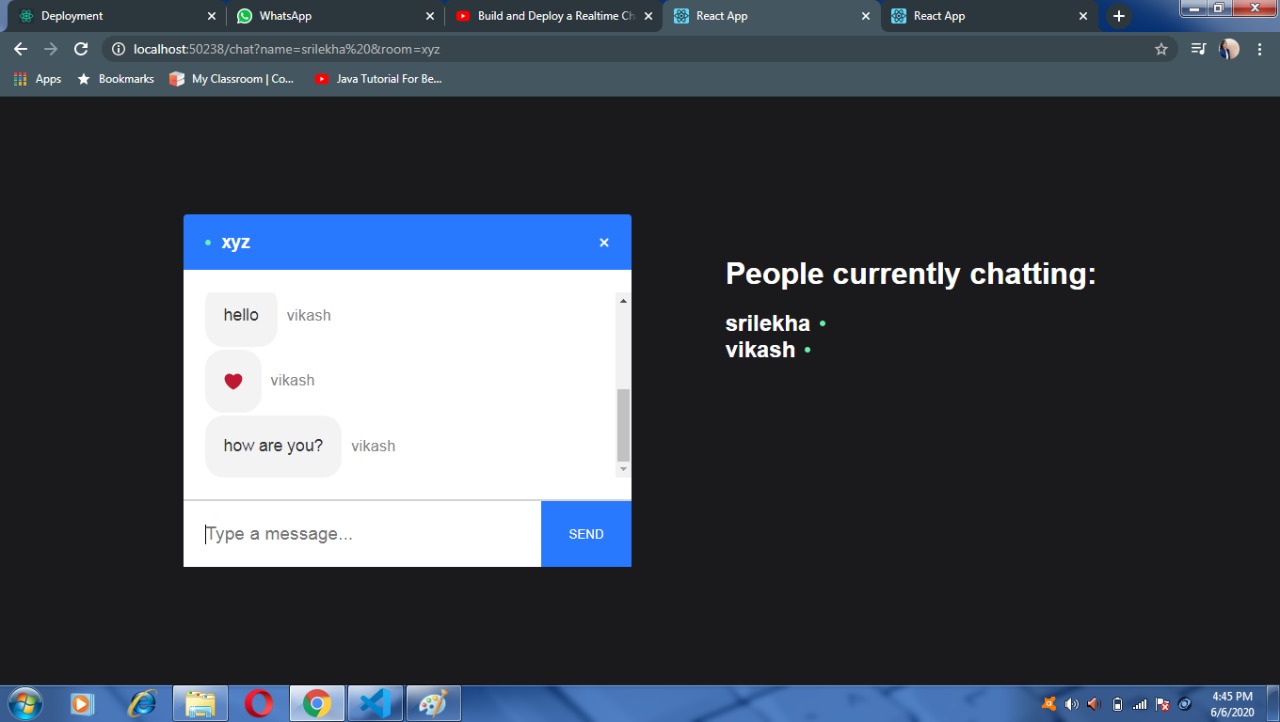 Deployment
WhatsApp
Build and Deploy a Realtime Ch
React App
React App
localhost:50238/chat?name=srilekha%20&room=xyz
Apps
Bookmarks
My Classroom | Co...
Java Tutorial For Be...
xyz
People currently chatting:
srilekha
vikash
hello vikash
❤ vikash
how are you? vikash
Type a message...
SEND
4:45 PM
6/6/2020